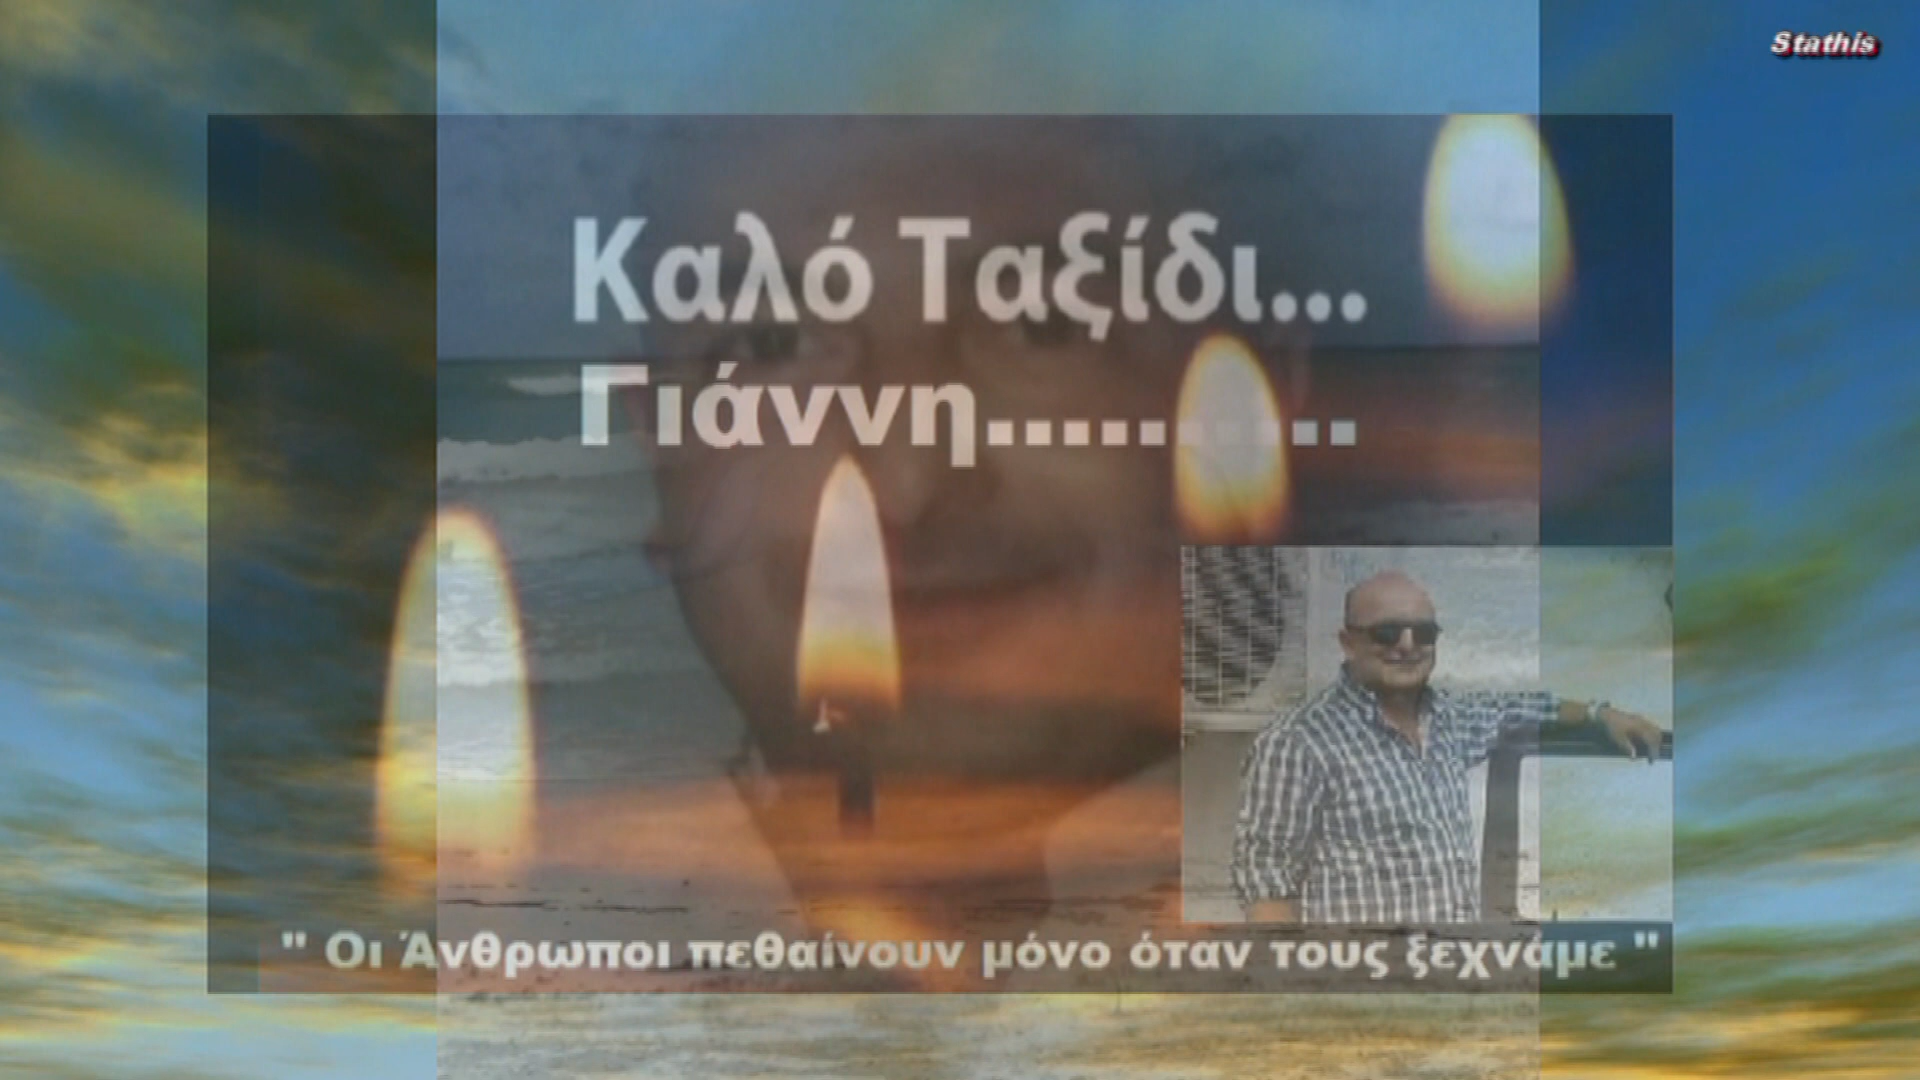 Stathis
Καλό Ταξίδι...
Γιάννη..........
" Οι Άνθρωποι πεθαίνουν μόνο όταν τους ξεχνάμε "